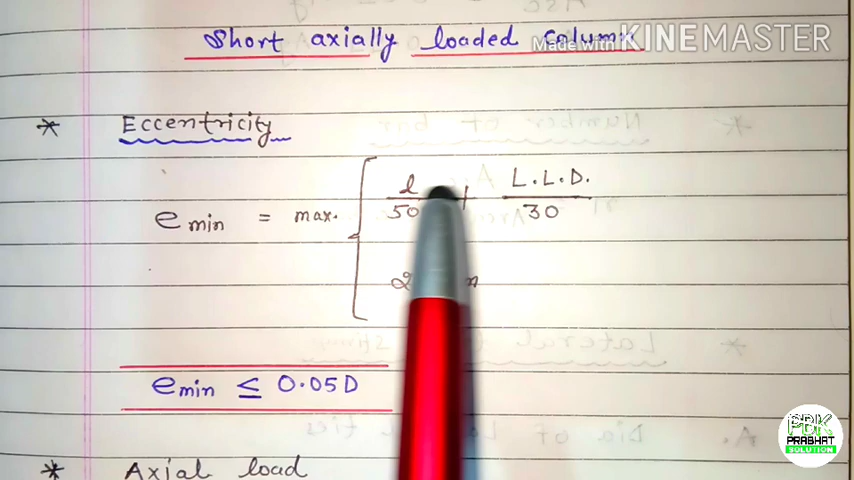 Short axially loaded column
Made with KINEMASTER
* Eccentricity
e min = max. { l/50 + L.L.D./30
e min ≤ 0.05D
* Axial load
PBK
PRABHAT
SOLUTION